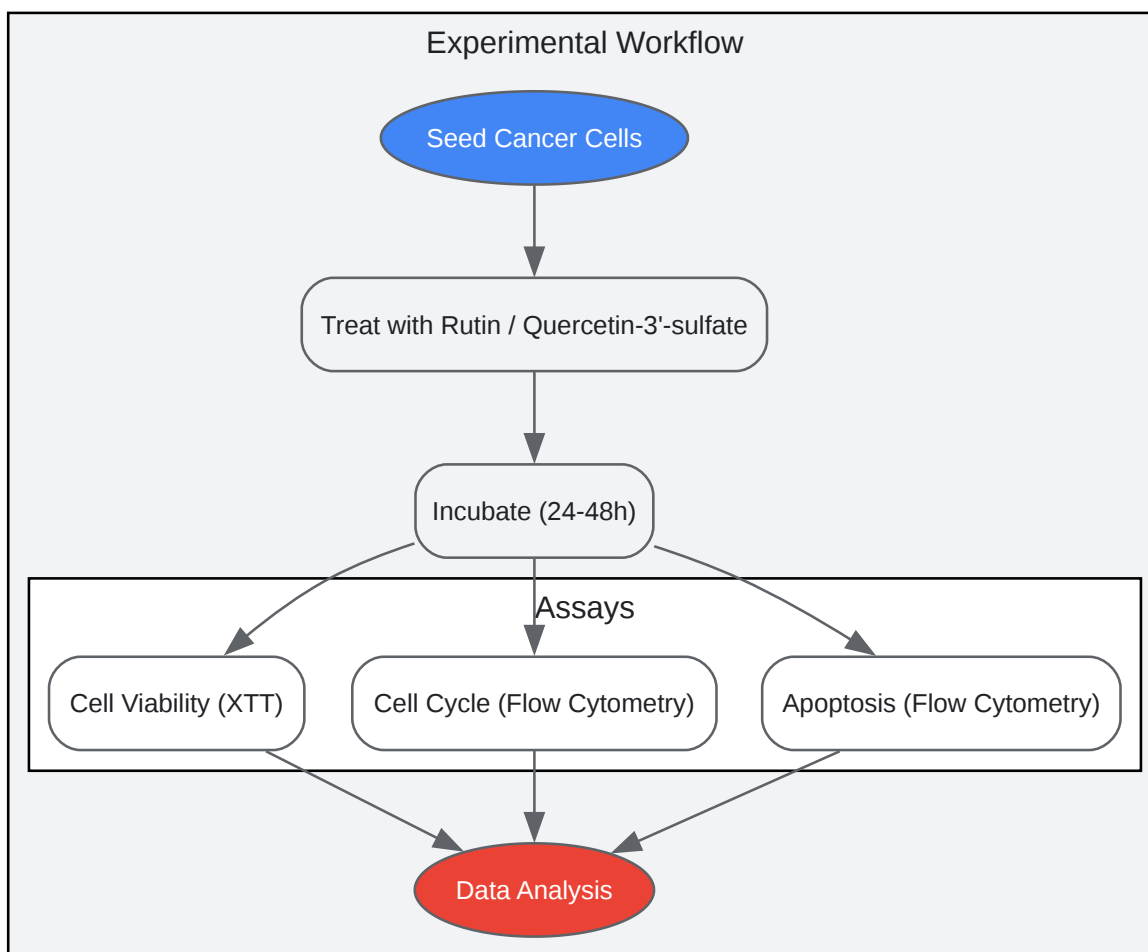 Experimental Workflow
Seed Cancer Cells
Treat with Rutin / Quercetin-3'-sulfate
Incubate (24-48h)
Assays
Cell Viability (XTT)
Cell Cycle (Flow Cytometry)
Apoptosis (Flow Cytometry)
Data Analysis